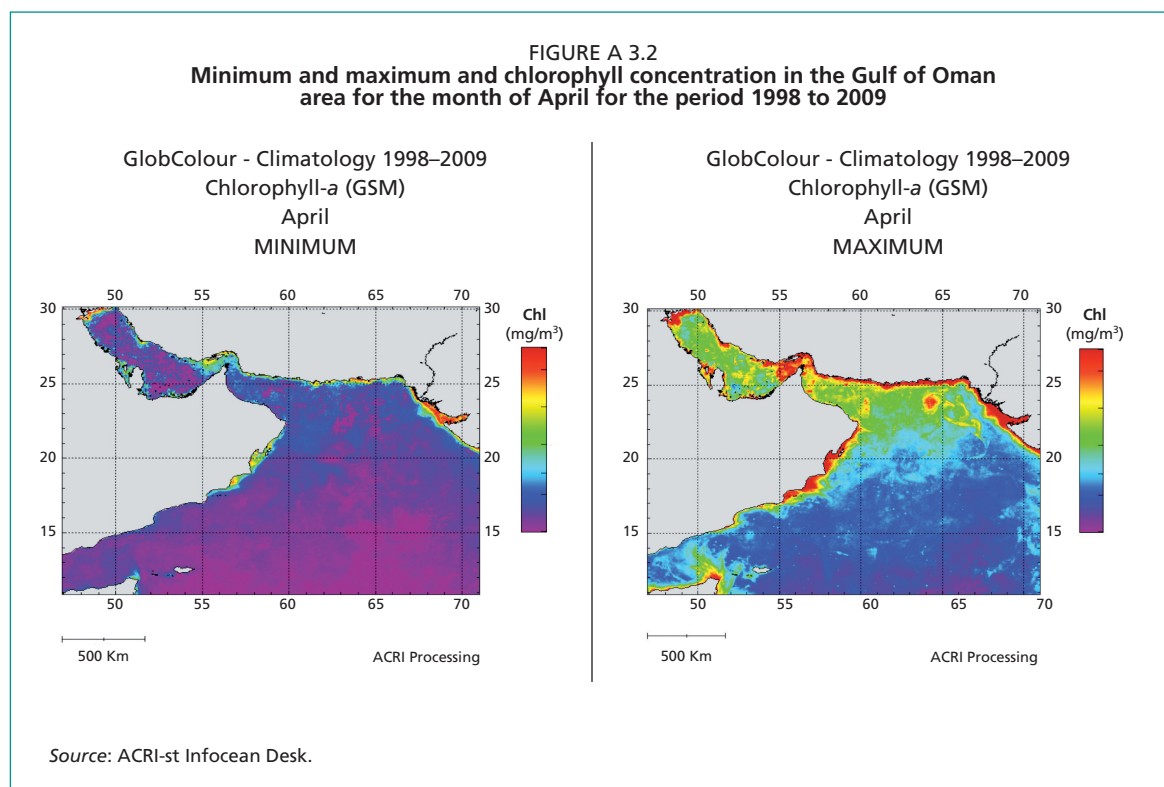 FIGURE A 3.2
Minimum and maximum and chlorophyll concentration in the Gulf of Oman
area for the month of April for the period 1998 to 2009
GlobColour - Climatology 1998–2009
Chlorophyll-a (GSM)
April
MINIMUM
50 55 60 65 70
30 30
25 25
20 20
15 15
50 55 60 65 70
Chl
(mg/m³)
500 Km
ACRI Processing
GlobColour - Climatology 1998–2009
Chlorophyll-a (GSM)
April
MAXIMUM
50 55 60 65 70
30 30
25 25
20 20
15 15
50 55 60 65 70
Chl
(mg/m³)
500 Km
ACRI Processing
Source: ACRI-st Infocean Desk.